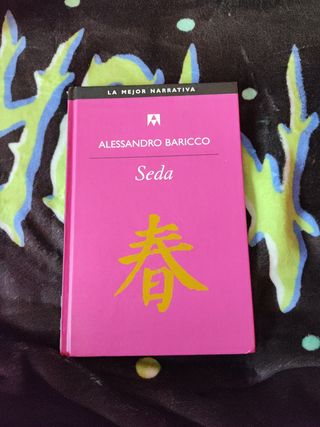 LA MEJOR NARRATIVA
ALESSANDRO BARICCO
Seda
春